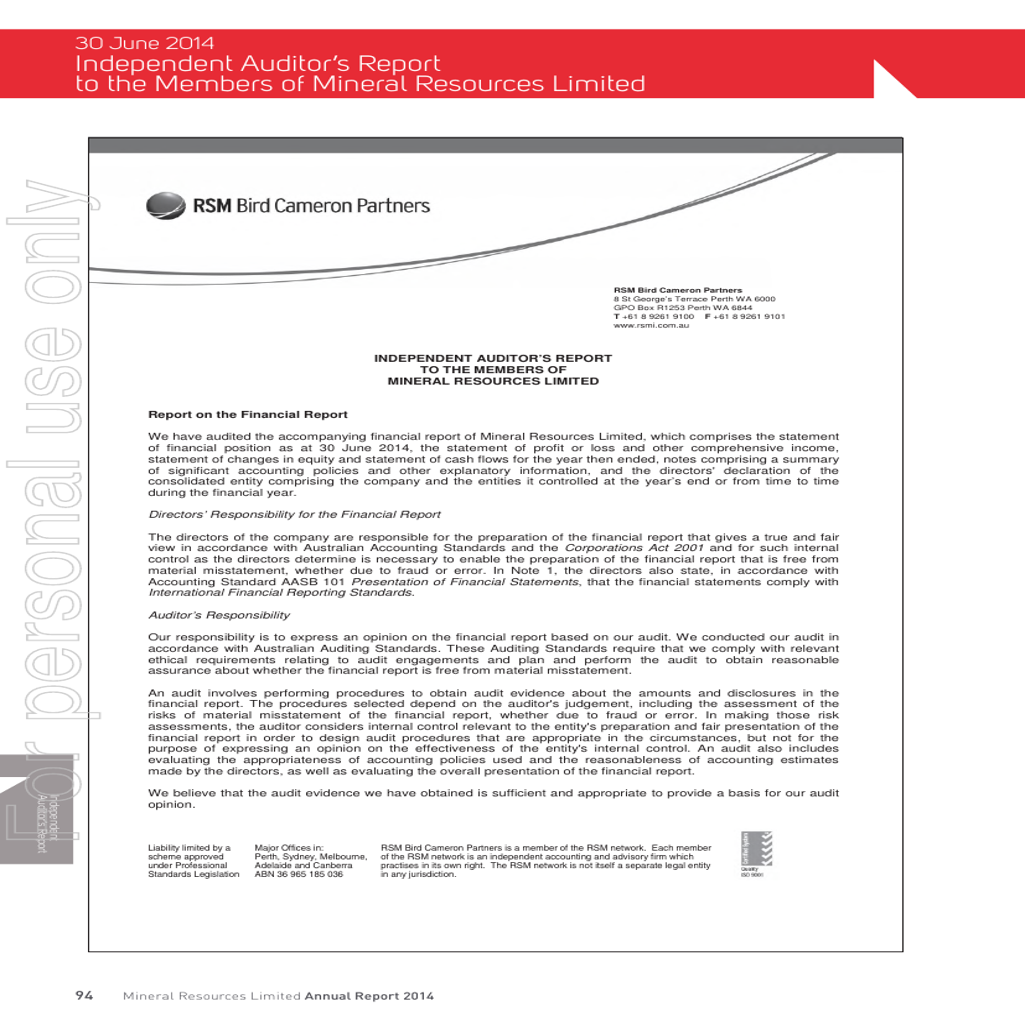 30 June 2014
Independent Auditor's Report
to the Members of Mineral Resources Limited
For personal use only
RSM Bird Cameron Partners
RSM Bird Cameron Partners
8 St George's Terrace Perth WA 6000
GPO Box R1253 Perth WA 6844
T +61 8 9261 9100 F +61 8 9261 9101
www.rsmi.com.au
INDEPENDENT AUDITOR'S REPORT
TO THE MEMBERS OF
MINERAL RESOURCES LIMITED
Report on the Financial Report
We have audited the accompanying financial report of Mineral Resources Limited, which comprises the statement
of financial position as at 30 June 2014, the statement of profit or loss and other comprehensive income,
statement of changes in equity and statement of cash flows for the year then ended, notes comprising a summary
of significant accounting policies and other explanatory information, and the directors' declaration of the
consolidated entity comprising the company and the entities it controlled at the year's end or from time to time
during the financial year.
Directors' Responsibility for the Financial Report
The directors of the company are responsible for the preparation of the financial report that gives a true and fair
view in accordance with Australian Accounting Standards and the Corporations Act 2001 and for such internal
control as the directors determine is necessary to enable the preparation of the financial report that is free from
material misstatement, whether due to fraud or error. In Note 1, the directors also state, in accordance with
Accounting Standard AASB 101 Presentation of Financial Statements, that the financial statements comply with
International Financial Reporting Standards.
Auditor's Responsibility
Our responsibility is to express an opinion on the financial report based on our audit. We conducted our audit in
accordance with Australian Auditing Standards. These Auditing Standards require that we comply with relevant
ethical requirements relating to audit engagements and plan and perform the audit to obtain reasonable
assurance about whether the financial report is free from material misstatement.
An audit involves performing procedures to obtain audit evidence about the amounts and disclosures in the
financial report. The procedures selected depend on the auditor's judgement, including the assessment of the
risks of material misstatement of the financial report, whether due to fraud or error. In making those risk
assessments, the auditor considers internal control relevant to the entity's preparation and fair presentation of the
financial report in order to design audit procedures that are appropriate in the circumstances, but not for the
purpose of expressing an opinion on the effectiveness of the entity's internal control. An audit also includes
evaluating the appropriateness of accounting policies used and the reasonableness of accounting estimates
made by the directors, as well as evaluating the overall presentation of the financial report.
We believe that the audit evidence we have obtained is sufficient and appropriate to provide a basis for our audit
opinion.
Independent
Auditor's Report
Liability limited by a
scheme approved
under Professional
Standards Legislation
Major Offices in:
Perth, Sydney, Melbourne,
Adelaide and Canberra
ABN 36 965 185 036
RSM Bird Cameron Partners is a member of the RSM network. Each member
of the RSM network is an independent accounting and advisory firm which
practises in its own right. The RSM network is not itself a separate legal entity
in any jurisdiction.
Certified System
Quality
ISO 9001
94 Mineral Resources Limited Annual Report 2014